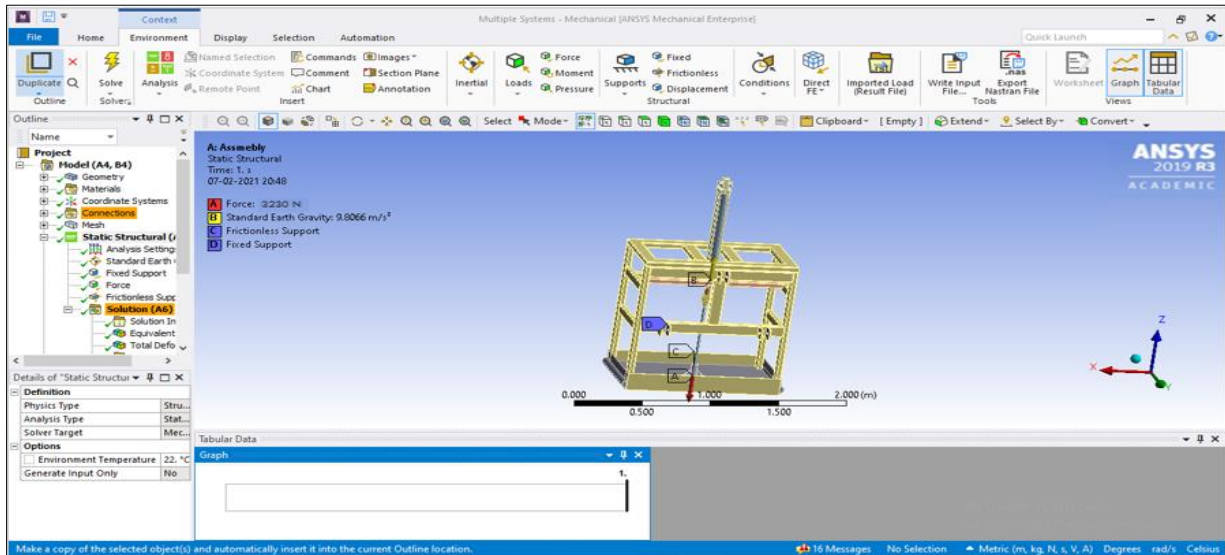 Context
Multiple Systems - Mechanical [ANSYS Mechanical Enterprise]
File Home Environment Display Selection Automation
Quick Launch
Duplicate
Outline
Solve
Solvers
Analysis
Named Selection
Coordinate System
Remote Point
Commands
Comment
Chart
Images
Section Plane
Annotation
Insert
Inertial
Loads
Force
Moment
Pressure
Supports
Fixed
Frictionless
Displacement
Conditions
Direct
FE
Structural
Imported Load
(Result File)
Write Input
File...
Export
Nastran File
.nas
Tools
Worksheet
Graph
Tabular
Data
Views
Outline
Select Mode Clipboard [Empty] Extend Select By Convert
Name
Project
Model (A4, B4)
Geometry
Materials
Coordinate Systems
Connections
Mesh
Static Structural (A
Analysis Setting
Standard Earth
Fixed Support
Force
Frictionless Supp
Solution (A6)
Solution In
Equivalent
Total Defo
A: Assmebly
Static Structural
Time: 1. s
07-02-2021 20:48
A Force: 3230 N
B Standard Earth Gravity: 9.8066 m/s²
C Frictionless Support
D Fixed Support
ANSYS
2019 R3
ACADEMIC
B
D
C
A
Z
X
Y
0.000 1.000 2.000 (m)
0.500 1.500
Details of "Static Structur
Definition
Physics Type Stru...
Analysis Type Stat...
Solver Target Mec...
Options
Environment Temperature 22. °C
Generate Input Only No
Tabular Data
Graph
1.
Make a copy of the selected object(s) and automatically insert it into the current Outline location.
16 Messages No Selection Metric (m, kg, N, s, V, A) Degrees rad/s Celsius